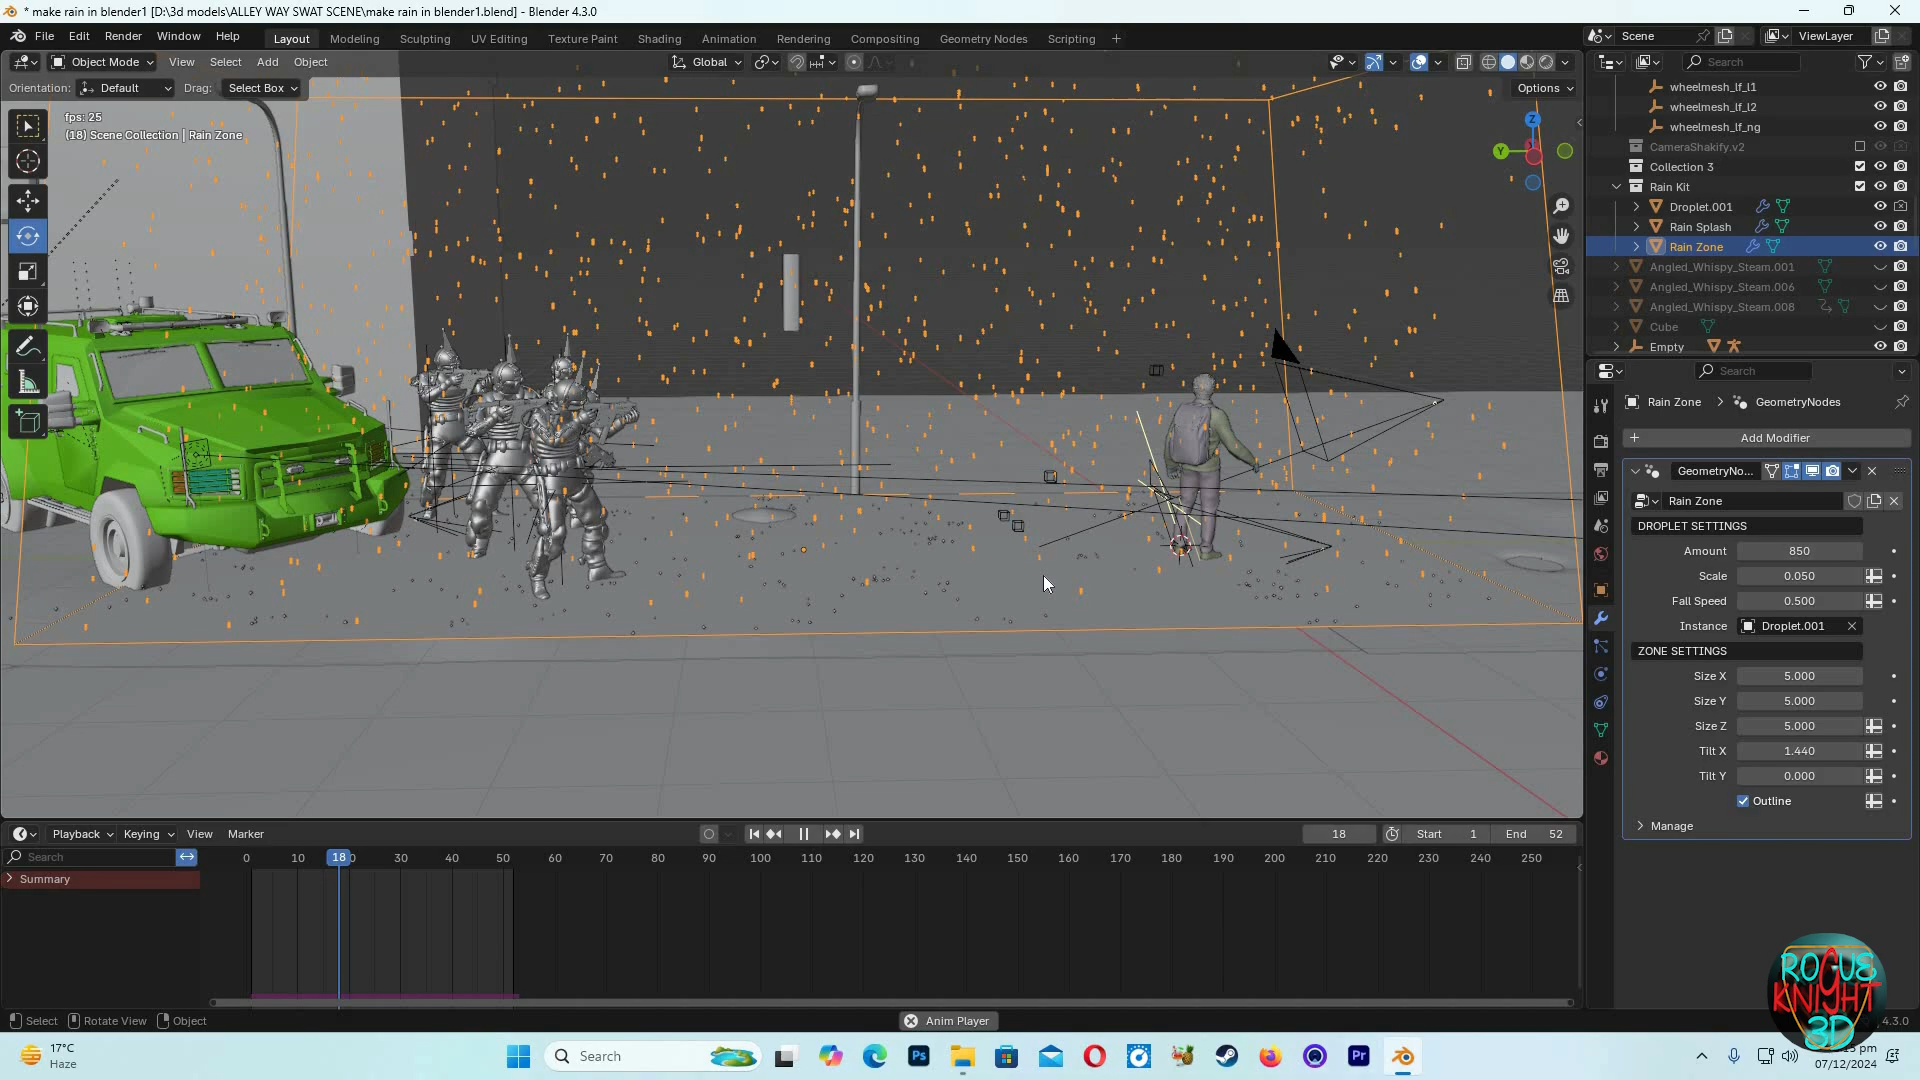 * make rain in blender1 [D:\3d models\ALLEY WAY SWAT SCENE\make rain in blender1.blend] - Blender 4.3.0
File Edit Render Window Help Layout Modeling Sculpting UV Editing Texture Paint Shading Animation Rendering Compositing Geometry Nodes Scripting + Scene ViewLayer
Object Mode View Select Add Object Global Search
Orientation: Default Drag: Select Box Options
fps: 25
(18) Scene Collection | Rain Zone
Z
Y
wheelmesh_lf_l1
wheelmesh_lf_l2
wheelmesh_lf_ng
CameraShakify.v2
Collection 3
Rain Kit
Droplet.001
Rain Splash
Rain Zone
Angled_Whispy_Steam.001
Angled_Whispy_Steam.006
Angled_Whispy_Steam.008
Cube
Empty
Search
Rain Zone > GeometryNodes
+ Add Modifier
GeometryNo...
Rain Zone
DROPLET SETTINGS
Amount 850
Scale 0.050
Fall Speed 0.500
Instance Droplet.001
ZONE SETTINGS
Size X 5.000
Size Y 5.000
Size Z 5.000
Tilt X 1.440
Tilt Y 0.000
Outline
Manage
Playback Keying View Marker 18 Start 1 End 52
Search 0 10 18 0 30 40 50 60 70 80 90 100 110 120 130 140 150 160 170 180 190 200 210 220 230 240 250
Summary
Select Rotate View Object Anim Player 4.3.0
ROGUE
KNIGHT
3D
17°C
Haze
Search
Ps
Pr
pm
07/12/2024